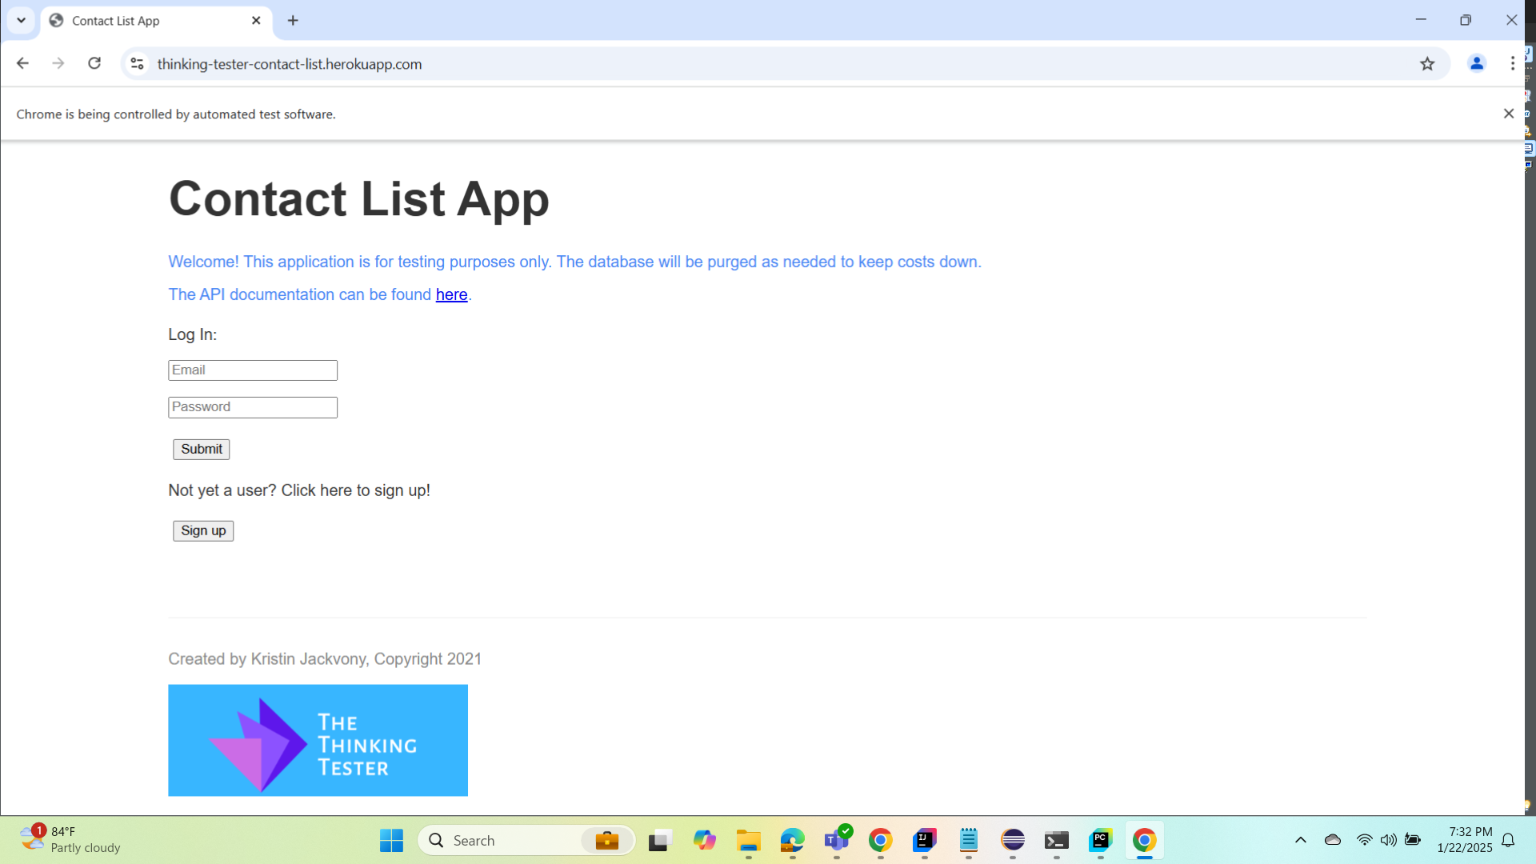 Contact List App
thinking-tester-contact-list.herokuapp.com
Chrome is being controlled by automated test software.
Contact List App
Welcome! This application is for testing purposes only. The database will be purged as needed to keep costs down.
The API documentation can be found here.
Log In:
Email
Password
Submit
Not yet a user? Click here to sign up!
Sign up
Created by Kristin Jackvony, Copyright 2021
THE
THINKING
TESTER
1
84°F
Partly cloudy
Search
T
IJ
PC
7:32 PM
1/22/2025